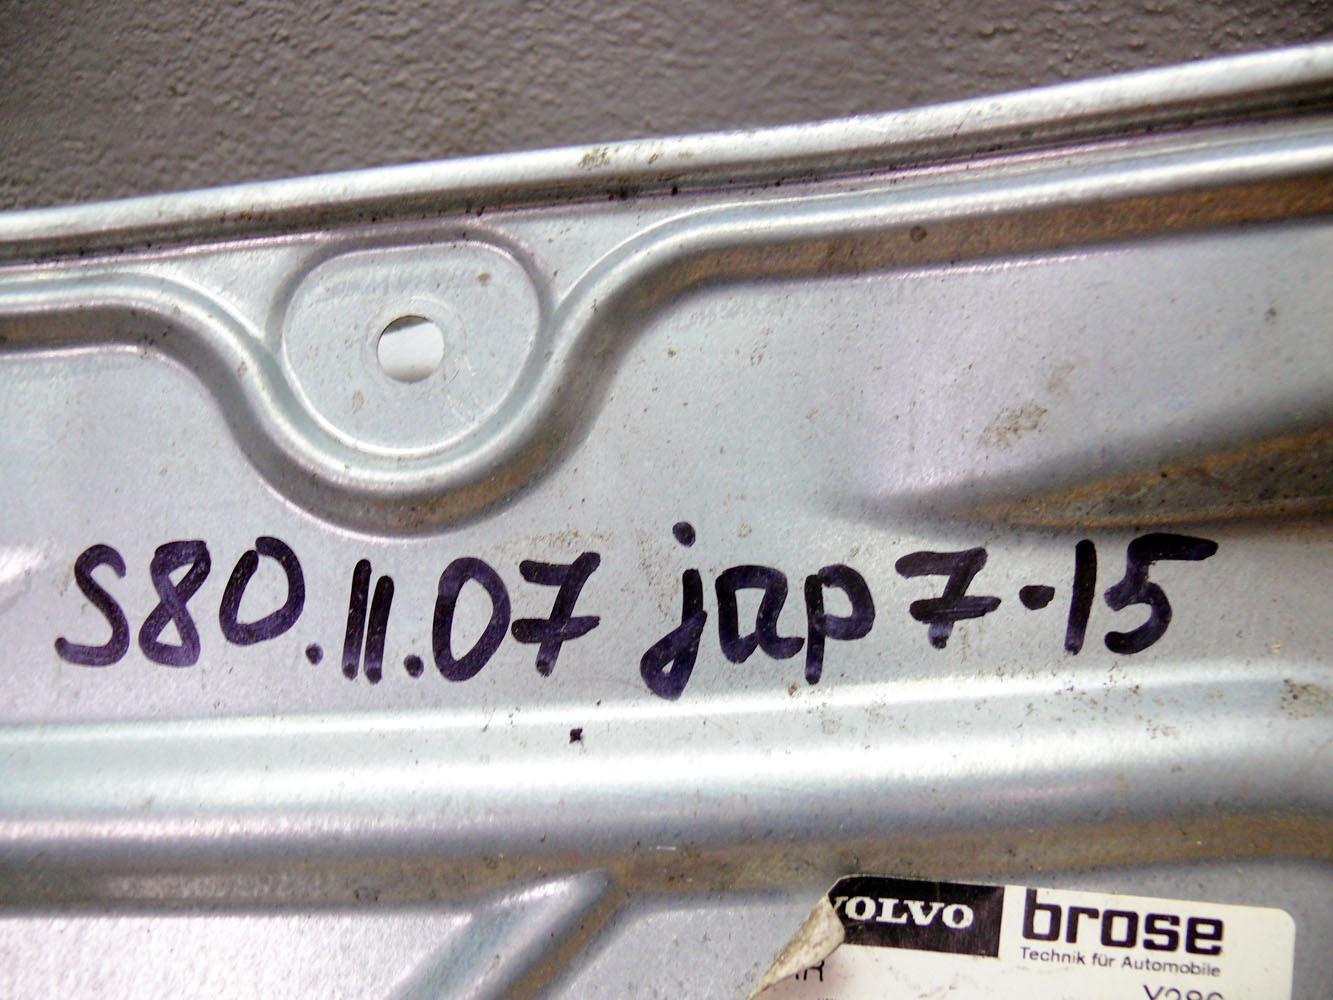 S80.11.07 jap 7-15
VOLVO brose
Technik für Automobile